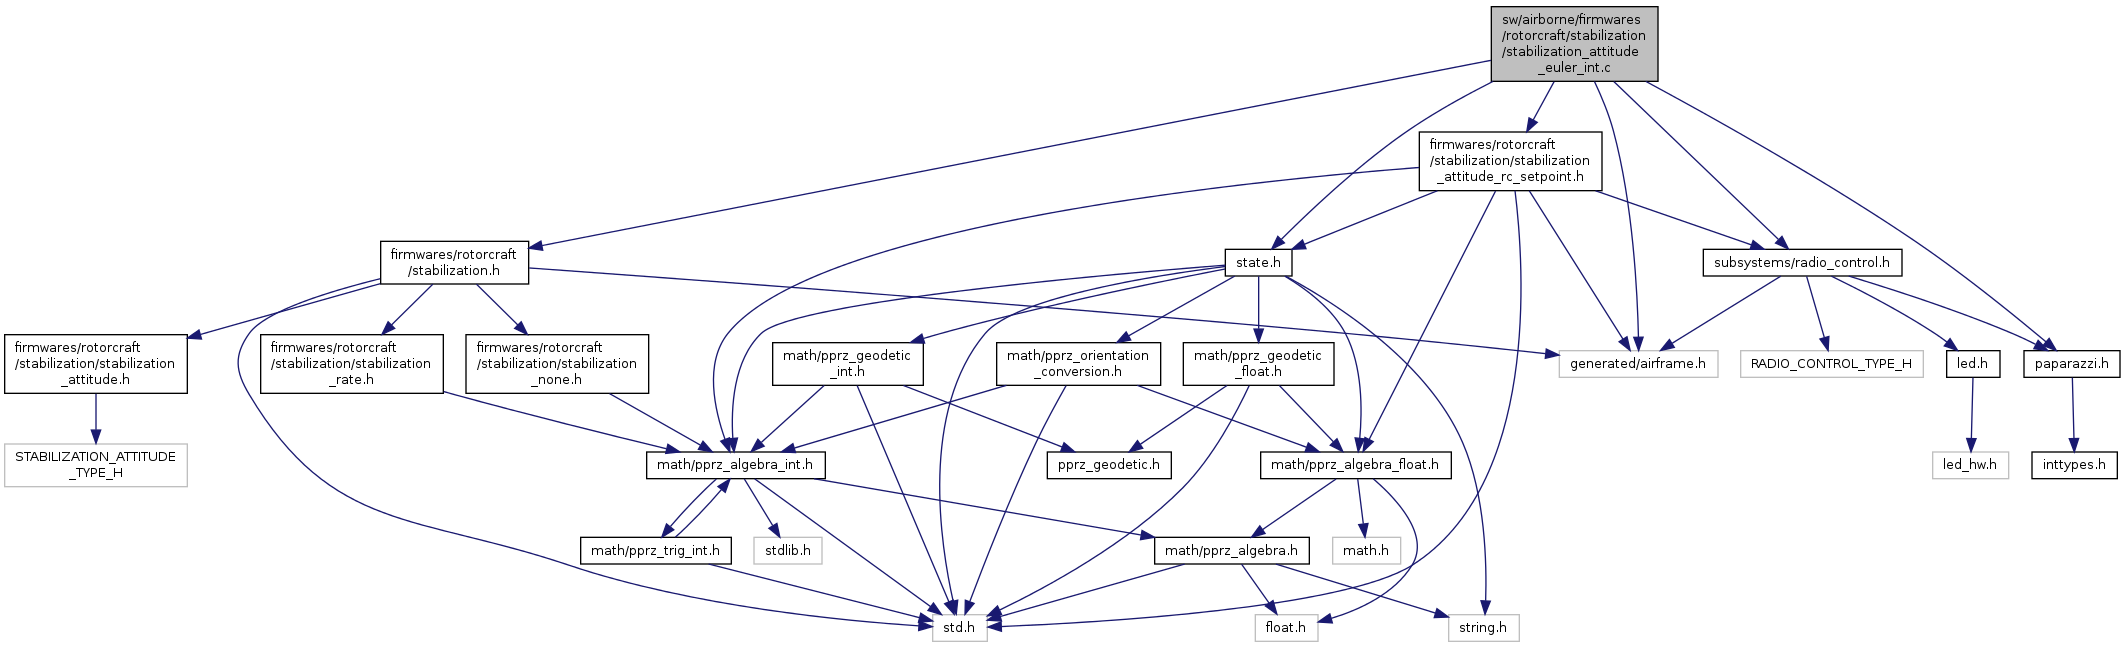 sw/airborne/firmwares
/rotorcraft/stabilization
/stabilization_attitude
_euler_int.c
firmwares/rotorcraft
/stabilization/stabilization
_attitude_rc_setpoint.h
firmwares/rotorcraft
/stabilization.h
state.h
subsystems/radio_control.h
firmwares/rotorcraft
/stabilization/stabilization
_attitude.h
firmwares/rotorcraft
/stabilization/stabilization
_rate.h
firmwares/rotorcraft
/stabilization/stabilization
_none.h
math/pprz_geodetic
_int.h
math/pprz_orientation
_conversion.h
math/pprz_geodetic
_float.h
generated/airframe.h
RADIO_CONTROL_TYPE_H
led.h
paparazzi.h
STABILIZATION_ATTITUDE
_TYPE_H
math/pprz_algebra_int.h
pprz_geodetic.h
math/pprz_algebra_float.h
led_hw.h
inttypes.h
math/pprz_trig_int.h
stdlib.h
math/pprz_algebra.h
math.h
std.h
float.h
string.h